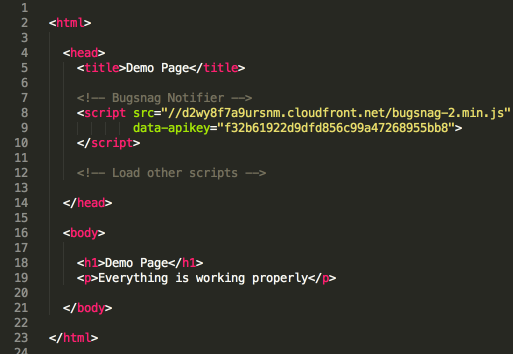 1
2 <html>
3
4 <head>
5 <title>Demo Page</title>
6
7 <!-- Bugsnag Notifier -->
8 <script src="//d2wy8f7a9ursnm.cloudfront.net/bugsnag-2.min.js"
9 data-apikey="f32b61922d9dfd856c99a47268955bb8">
10 </script>
11
12 <!-- Load other scripts -->
13
14 </head>
15
16 <body>
17
18 <h1>Demo Page</h1>
19 <p>Everything is working properly</p>
20
21 </body>
22
23 </html>
24